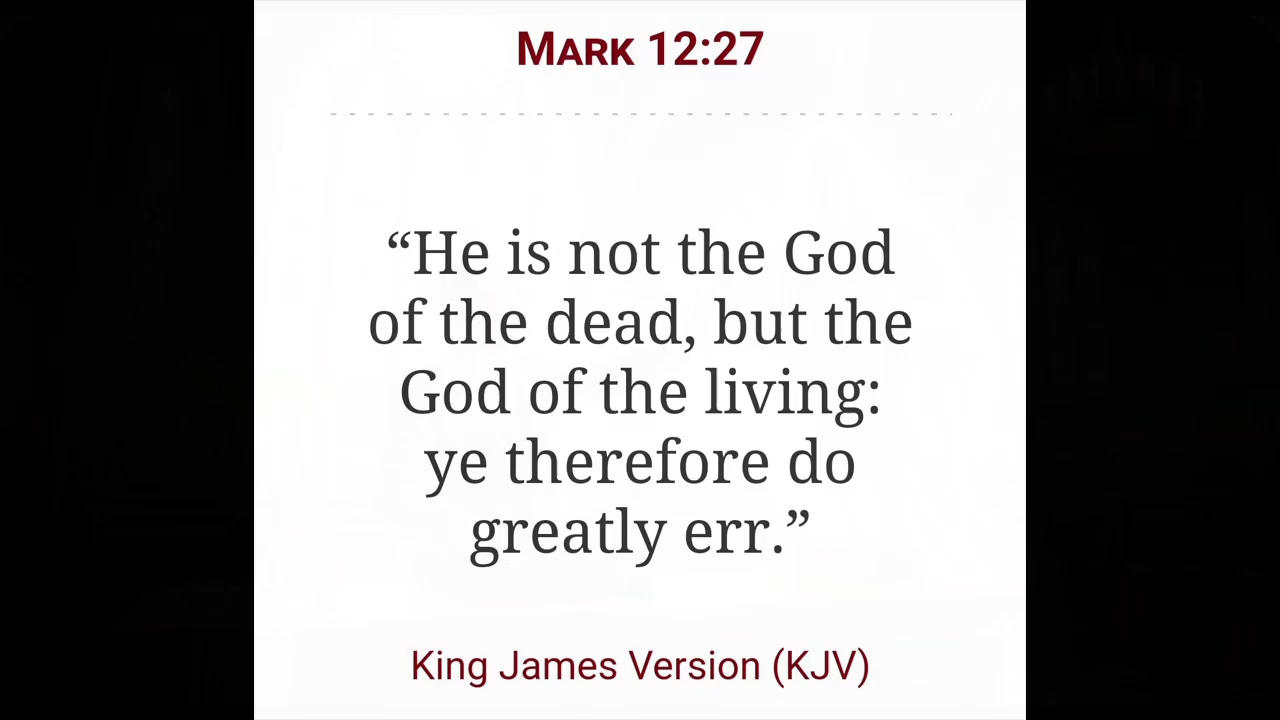 Mark 12:27
“He is not the God
of the dead, but the
God of the living:
ye therefore do
greatly err.”
King James Version (KJV)